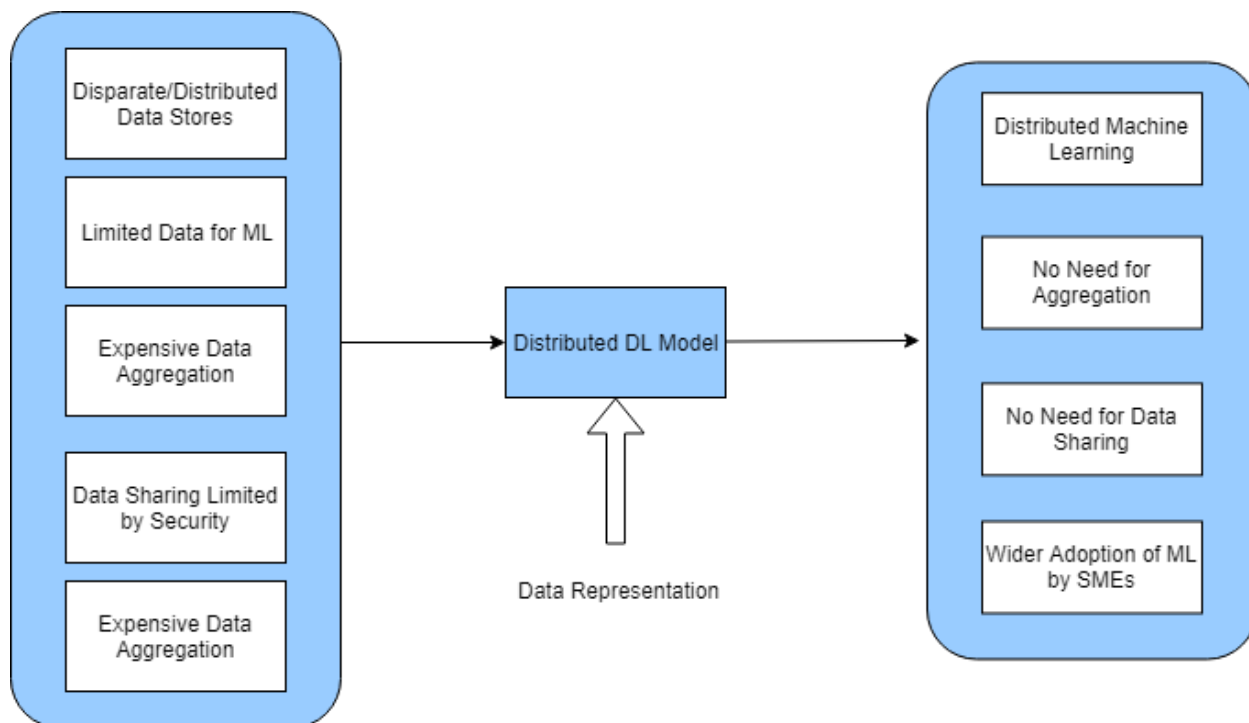 Disparate/Distributed
Data Stores
Limited Data for ML
Expensive Data
Aggregation
Data Sharing Limited
by Security
Expensive Data
Aggregation
Distributed DL Model
Data Representation
Distributed Machine
Learning
No Need for
Aggregation
No Need for Data
Sharing
Wider Adoption of ML
by SMEs